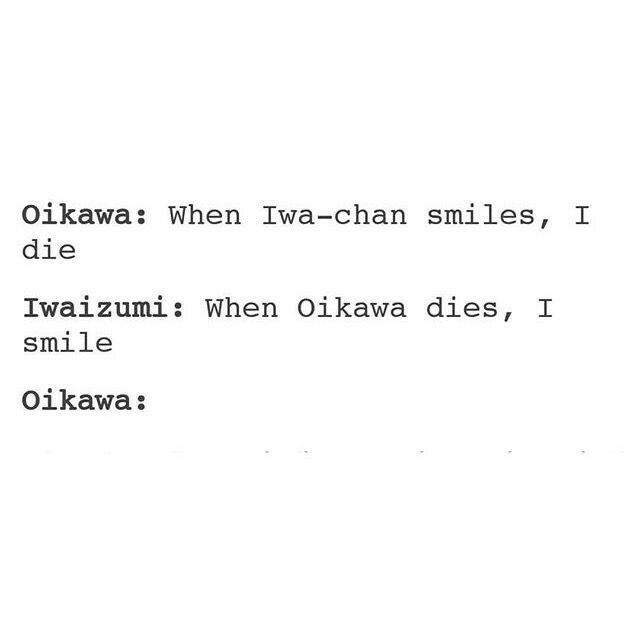 Oikawa: When Iwa-chan smiles, I
die
Iwaizumi: When Oikawa dies, I
smile
Oikawa: